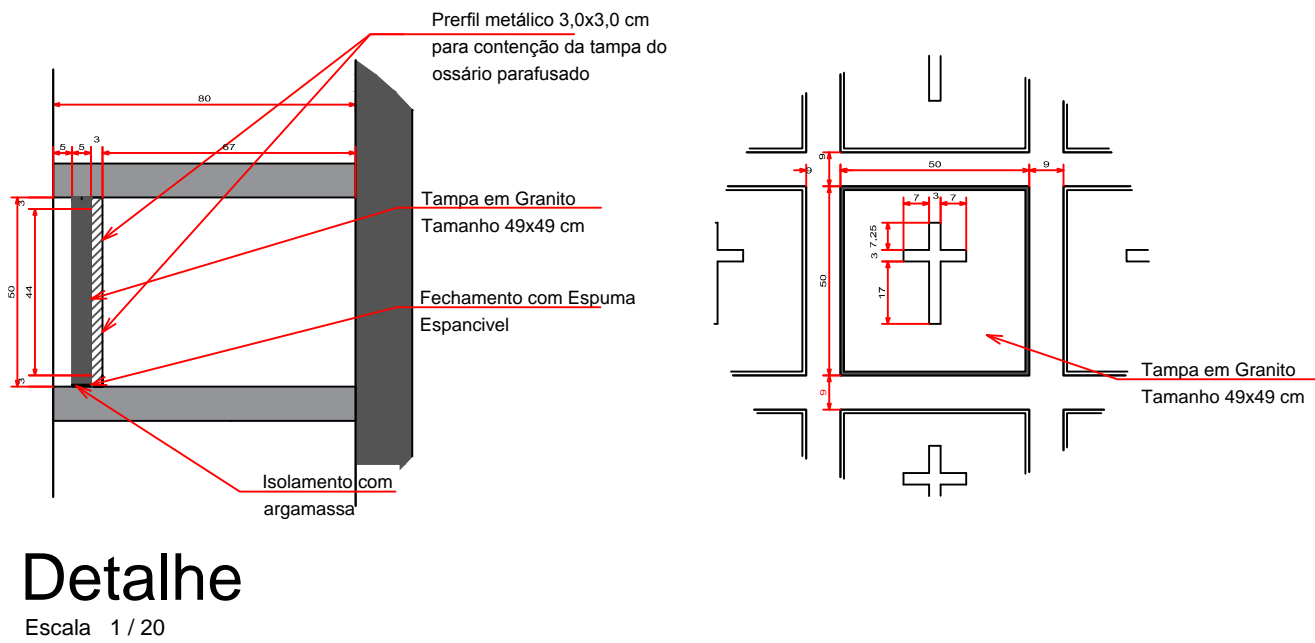 Prerfil metálico 3,0x3,0 cm
para contenção da tampa do
ossário parafusado
80
5
5
3
67
3
50
44
3
Tampa em Granito
Tamanho 49x49 cm
Fechamento com Espuma
Espancivel
Isolamento com
argamassa
9
9
50
9
7
3
7
7,25
3
17
50
9
Tampa em Granito
Tamanho 49x49 cm
Detalhe
Escala 1 / 20